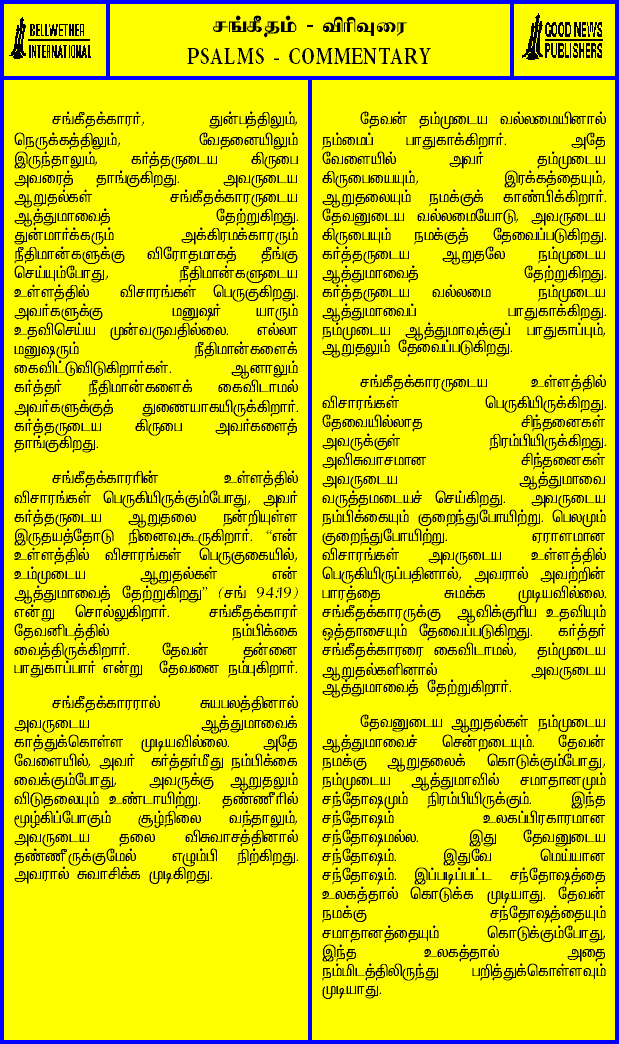 BELLWETHER
INTERNATIONAL
சங்கீதம் - விரிவுரை
PSALMS - COMMENTARY
GOOD NEWS
PUBLISHERS
சங்கீதக்காரர், துன்பத்திலும்,
நெருக்கத்திலும், வேதனையிலும்
இருந்தாலும், கர்த்தருடைய கிருபை
அவரைத் தாங்குகிறது. அவருடைய
ஆறுதல்கள் சங்கீதக்காரருடைய
ஆத்துமாவைத் தேற்றுகிறது.
துன்மார்க்கரும் அக்கிரமக்காரரும்
நீதிமான்களுக்கு விரோதமாகத் தீங்கு
செய்யும்போது, நீதிமான்களுடைய
உள்ளத்தில் விசாரங்கள் பெருகுகிறது.
அவர்களுக்கு மனுஷர் யாரும்
உதவிசெய்ய முன்வருவதில்லை. எல்லா
மனுஷரும் நீதிமான்களைக்
கைவிட்டுவிடுகிறார்கள். ஆனாலும்
கர்த்தர் நீதிமான்களைக் கைவிடாமல்
அவர்களுக்குத் துணையாகயிருக்கிறார்.
கர்த்தருடைய கிருபை அவர்களைத்
தாங்குகிறது.
சங்கீதக்காரரின் உள்ளத்தில்
விசாரங்கள் பெருகியிருக்கும்போது, அவர்
கர்த்தருடைய ஆறுதலை நன்றியுள்ள
இருதயத்தோடு நினைவுகூருகிறார். “என்
உள்ளத்தில் விசாரங்கள் பெருகுகையில்,
உம்முடைய ஆறுதல்கள் என்
ஆத்துமாவைத் தேற்றுகிறது” (சங் 94:19)
என்று சொல்லுகிறார். சங்கீதக்காரர்
தேவனிடத்தில் நம்பிக்கை
வைத்திருக்கிறார். தேவன் தன்னை
பாதுகாப்பார் என்று தேவனை நம்புகிறார்.
சங்கீதக்காரரால் சுயபலத்தினால்
அவருடைய ஆத்துமாவைக்
காத்துக்கொள்ள முடியவில்லை. அதே
வேளையில், அவர் கர்த்தர்மீது நம்பிக்கை
வைக்கும்போது, அவருக்கு ஆறுதலும்
விடுதலையும் உண்டாயிற்று. தண்ணீரில்
மூழ்கிப்போகும் சூழ்நிலை வந்தாலும்,
அவருடைய தலை விசுவாசத்தினால்
தண்ணீருக்குமேல் எழும்பி நிற்கிறது.
அவரால் சுவாசிக்க முடிகிறது.
தேவன் தம்முடைய வல்லமையினால்
நம்மைப் பாதுகாக்கிறார். அதே
வேளையில் அவர் தம்முடைய
கிருபையையும், இரக்கத்தையும்,
ஆறுதலையும் நமக்குக் காண்பிக்கிறார்.
தேவனுடைய வல்லமையோடு, அவருடைய
கிருபையும் நமக்குத் தேவைப்படுகிறது.
கர்த்தருடைய ஆறுதலே நம்முடைய
ஆத்துமாவைத் தேற்றுகிறது.
கர்த்தருடைய வல்லமை நம்முடைய
ஆத்துமாவைப் பாதுகாக்கிறது.
நம்முடைய ஆத்துமாவுக்குப் பாதுகாப்பும்,
ஆறுதலும் தேவைப்படுகிறது.
சங்கீதக்காரருடைய உள்ளத்தில்
விசாரங்கள் பெருகியிருக்கிறது.
தேவையில்லாத சிந்தனைகள்
அவருக்குள் நிரம்பியிருக்கிறது.
அவிசுவாசமான சிந்தனைகள்
அவருடைய ஆத்துமாவை
வருத்தமடையச் செய்கிறது. அவருடைய
நம்பிக்கையும் குறைந்துபோயிற்று. பெலமும்
குறைந்துபோயிற்று. ஏராளமான
விசாரங்கள் அவருடைய உள்ளத்தில்
பெருகியிருப்பதினால், அவரால் அவற்றின்
பாரத்தை சுமக்க முடியவில்லை.
சங்கீதக்காரருக்கு ஆவிக்குரிய உதவியும்
ஒத்தாசையும் தேவைப்படுகிறது. கர்த்தர்
சங்கீதக்காரரை கைவிடாமல், தம்முடைய
ஆறுதல்களினால் அவருடைய
ஆத்துமாவைத் தேற்றுகிறார்.
தேவனுடைய ஆறுதல்கள் நம்முடைய
ஆத்துமாவைச் சென்றடையும். தேவன்
நமக்கு ஆறுதலைக் கொடுக்கும்போது,
நம்முடைய ஆத்துமாவில் சமாதானமும்
சந்தோஷமும் நிரம்பியிருக்கும். இந்த
சந்தோஷம் உலகப்பிரகாரமான
சந்தோஷமல்ல. இது தேவனுடைய
சந்தோஷம். இதுவே மெய்யான
சந்தோஷம். இப்படிப்பட்ட சந்தோஷத்தை
உலகத்தால் கொடுக்க முடியாது. தேவன்
நமக்கு சந்தோஷத்தையும்
சமாதானத்தையும் கொடுக்கும்போது,
இந்த உலகத்தால் அதை
நம்மிடத்திலிருந்து பறித்துக்கொள்ளவும்
முடியாது.